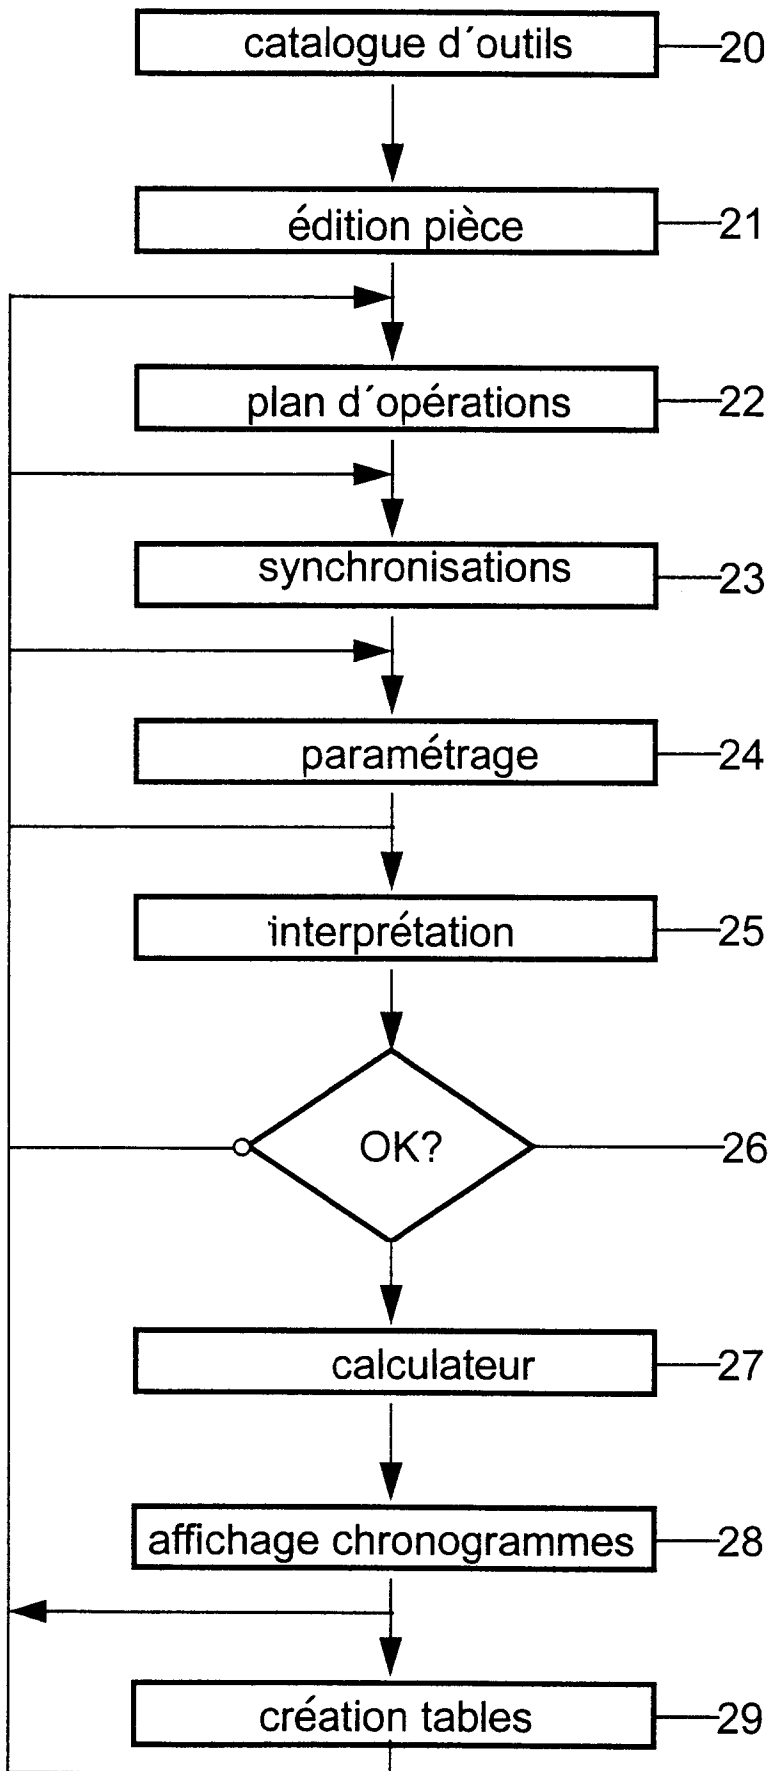 catalogue d´outils 20
édition pièce 21
plan d´opérations 22
synchronisations 23
paramétrage 24
interprétation 25
OK? 26
calculateur 27
affichage chronogrammes 28
création tables 29